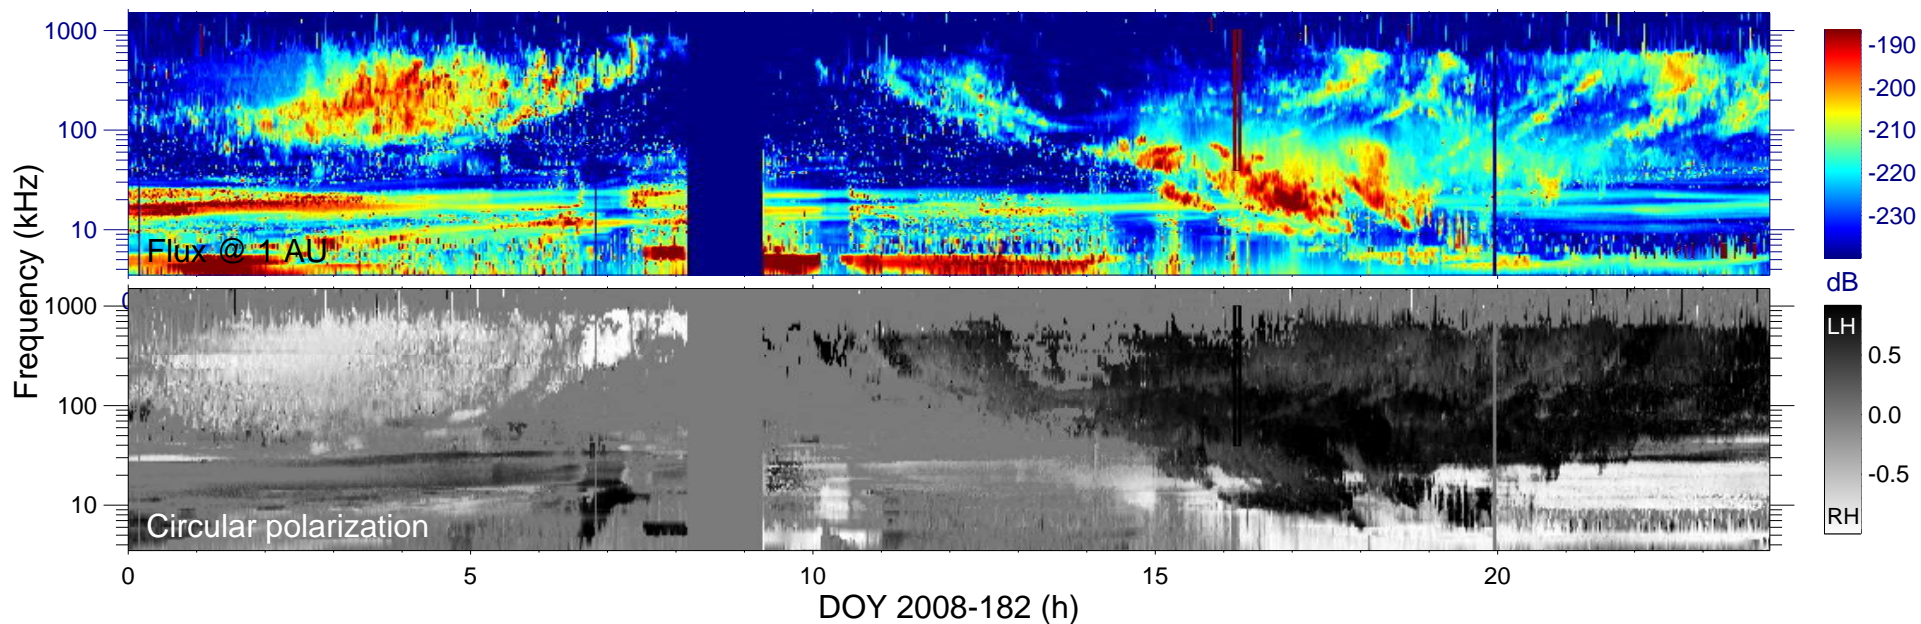 1000
100
10
Flux @ 1 AU
-190
-200
-210
-220
-230
dB
0
Frequency (kHz)
1000
100
10
Circular polarization
LH
0.5
0.0
-0.5
RH
0 5 10 15 20
DOY 2008-182 (h)